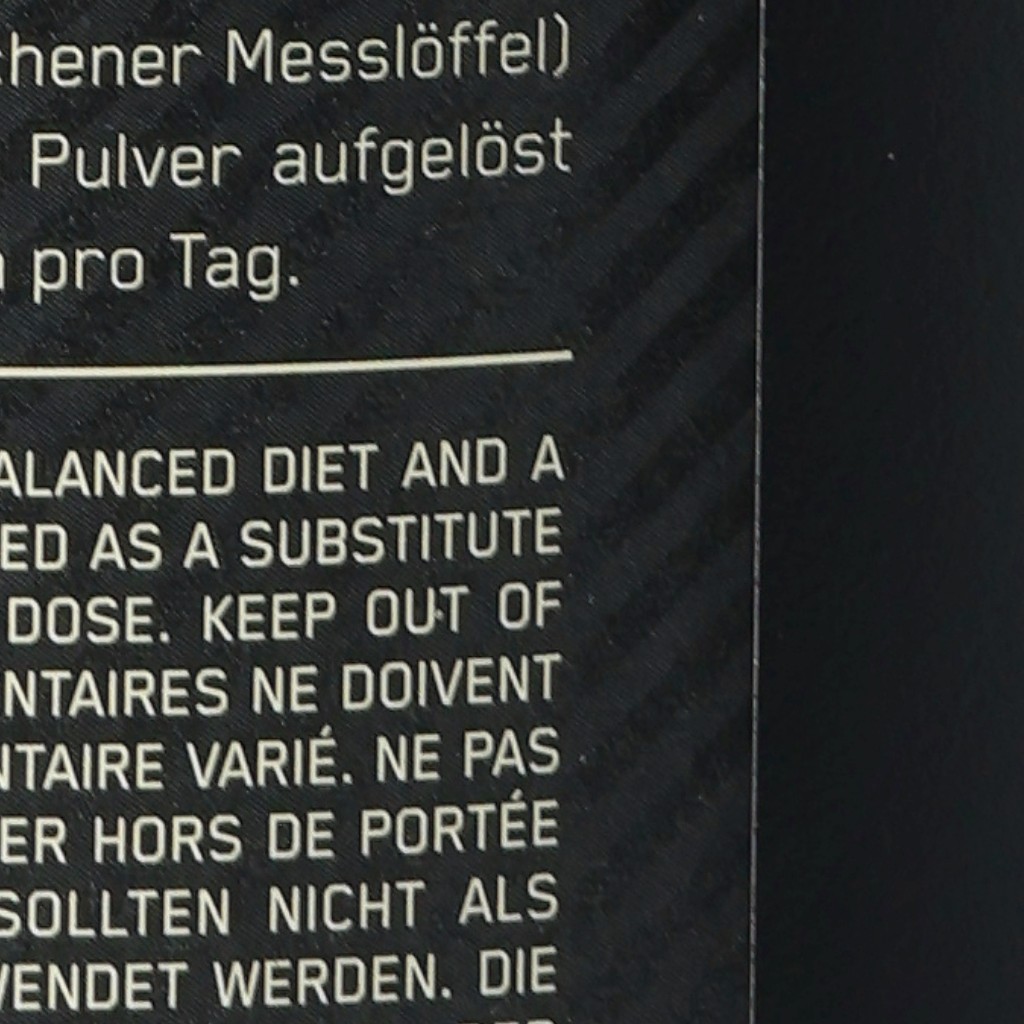 chener Messlöffel)
Pulver aufgelöst
pro Tag.
ALANCED DIET AND A
ED AS A SUBSTITUTE
DOSE. KEEP OUT OF
NTAIRES NE DOIVENT
NTAIRE VARIÉ. NE PAS
ER HORS DE PORTÉE
SOLLTEN NICHT ALS
WENDET WERDEN. DIE